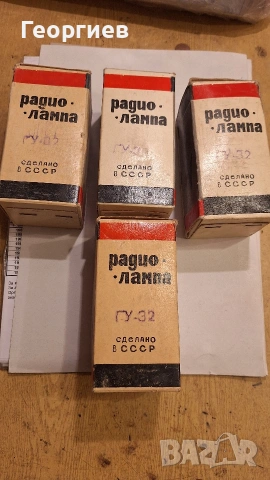 Георгиев
радио·
·лампа
ГУ-32
СДЕЛАНО
В СССР
радио·
·лампа
СДЕЛАНО
В СССР
радио·
·лампа
ГУ-32
СДЕЛАНО
В СССР
радио·
·лампа
ГУ-32
СДЕЛАНО
В СССР
BAZAR